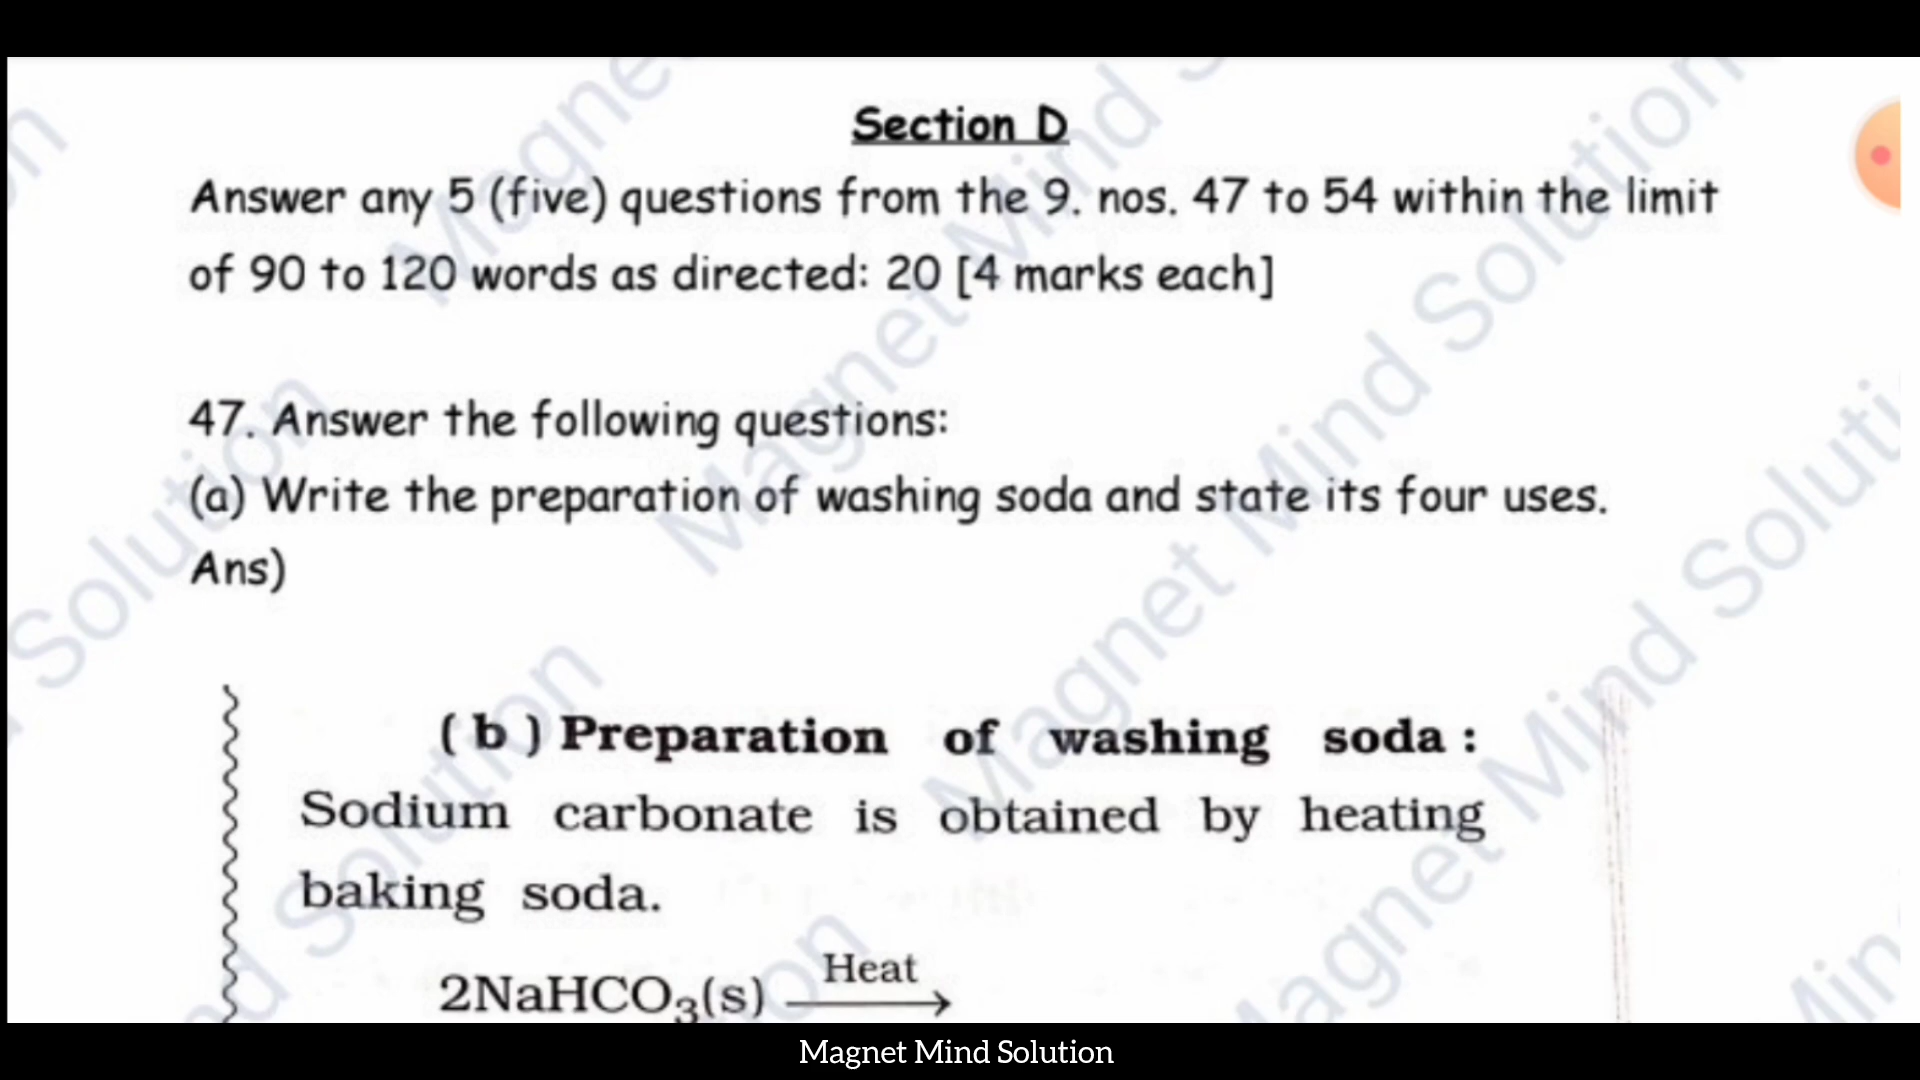 Section D
Answer any 5 (five) questions from the 9. nos. 47 to 54 within the limit
of 90 to 120 words as directed: 20 [4 marks each]
47. Answer the following questions:
(a) Write the preparation of washing soda and state its four uses.
Ans)
( b ) Preparation of washing soda :
Sodium carbonate is obtained by heating
baking soda.
Heat
2NaHCO₃(s) ⟶
Magnet Mind Solution